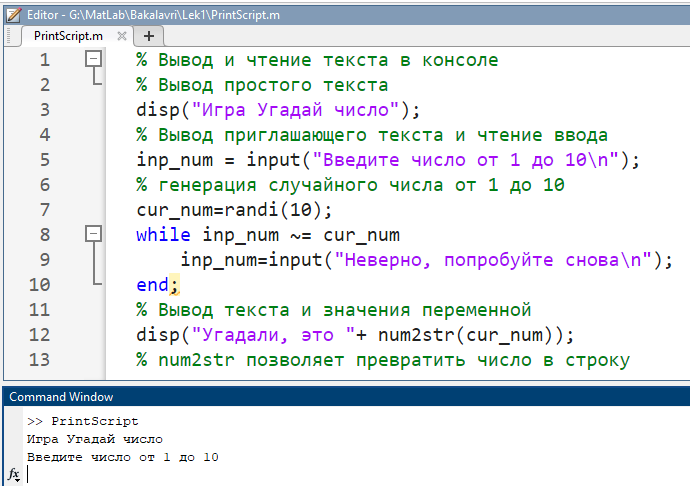 Editor - G:\MatLab\Bakalavri\Lek1\PrintScript.m
PrintScript.m
1 % Вывод и чтение текста в консоле
2 % Вывод простого текста
3 disp("Игра Угадай число");
4 % Вывод приглашающего текста и чтение ввода
5 inp_num = input("Введите число от 1 до 10\n");
6 % генерация случайного числа от 1 до 10
7 cur_num=randi(10);
8 while inp_num ~= cur_num
9 inp_num=input("Неверно, попробуйте снова\n");
10 end;
11 % Вывод текста и значения переменной
12 disp("Угадали, это "+ num2str(cur_num));
13 % num2str позволяет превратить число в строку
Command Window
>> PrintScript
Игра Угадай число
Введите число от 1 до 10
fx